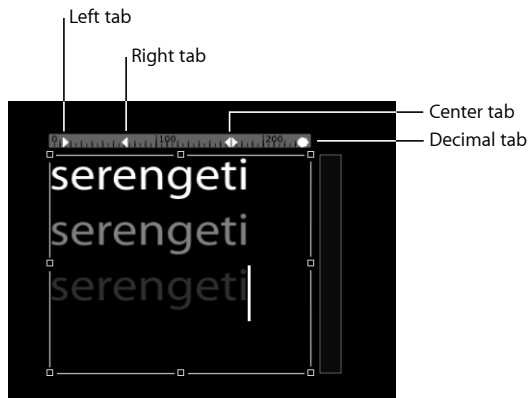 Left tab
Right tab
Center tab
Decimal tab
0 100 200
serengeti
serengeti
serengeti